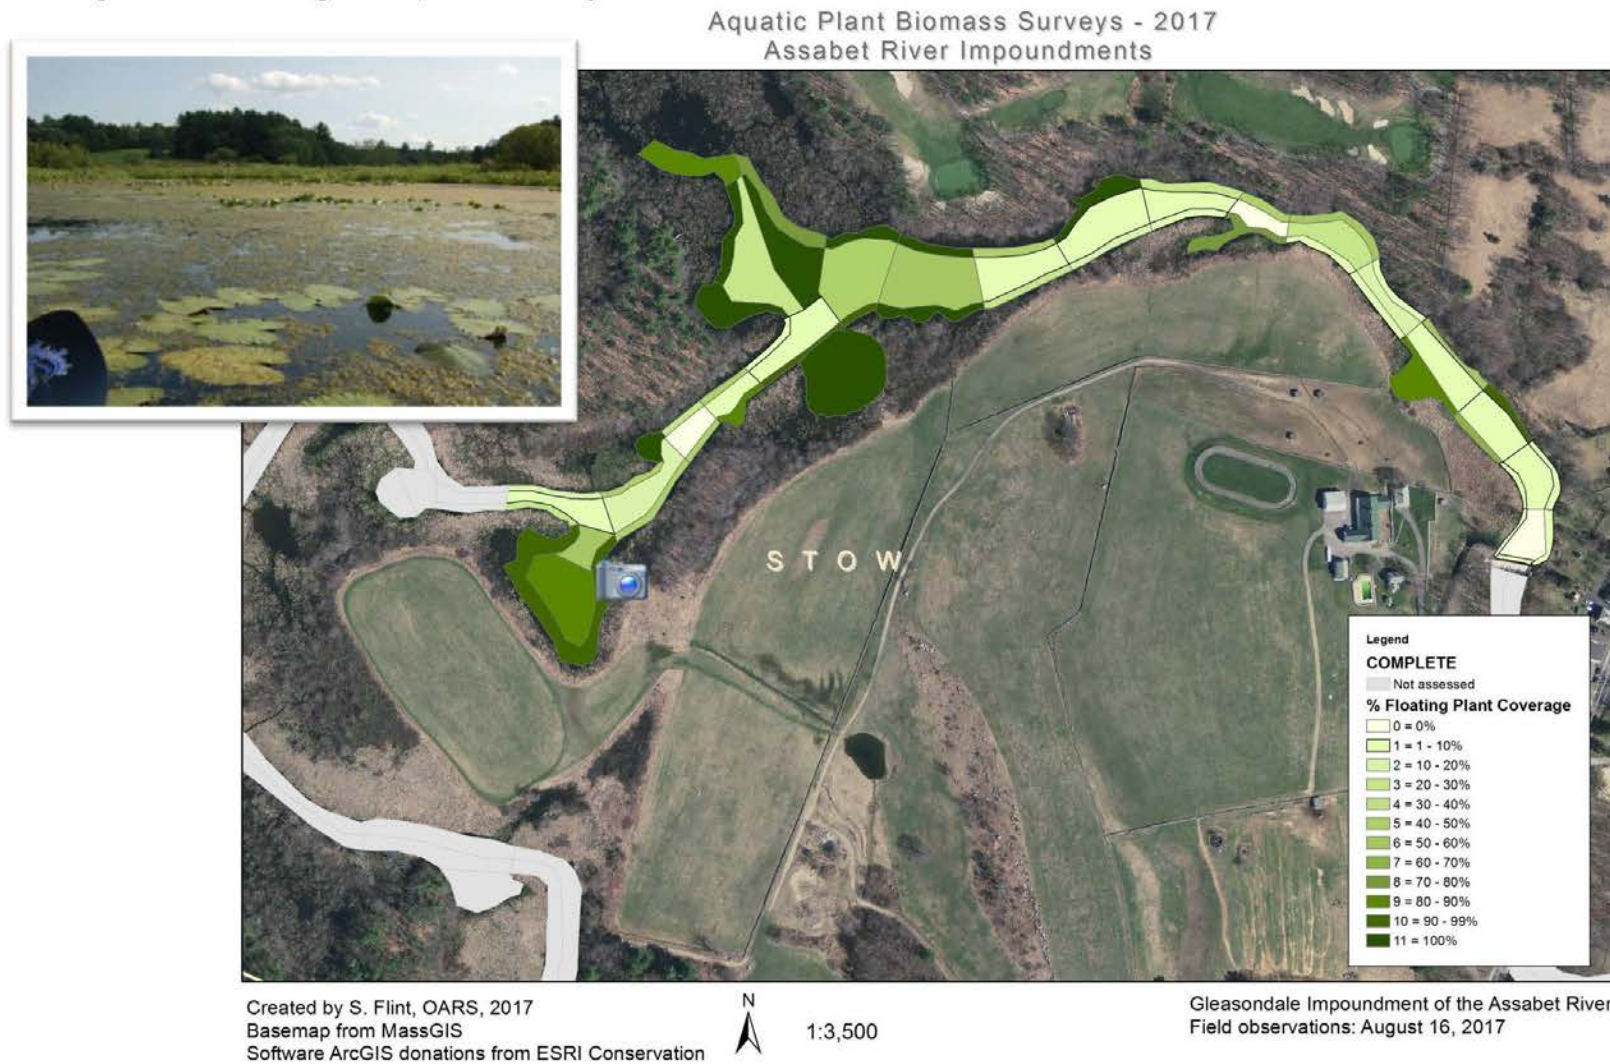 Aquatic Plant Biomass Surveys - 2017
Assabet River Impoundments
STOW
Legend
COMPLETE
Not assessed
% Floating Plant Coverage
0 = 0%
1 = 1 - 10%
2 = 10 - 20%
3 = 20 - 30%
4 = 30 - 40%
5 = 40 - 50%
6 = 50 - 60%
7 = 60 - 70%
8 = 70 - 80%
9 = 80 - 90%
10 = 90 - 99%
11 = 100%
Created by S. Flint, OARS, 2017
Basemap from MassGIS
Software ArcGIS donations from ESRI Conservation
N
1:3,500
Gleasondale Impoundment of the Assabet River
Field observations: August 16, 2017